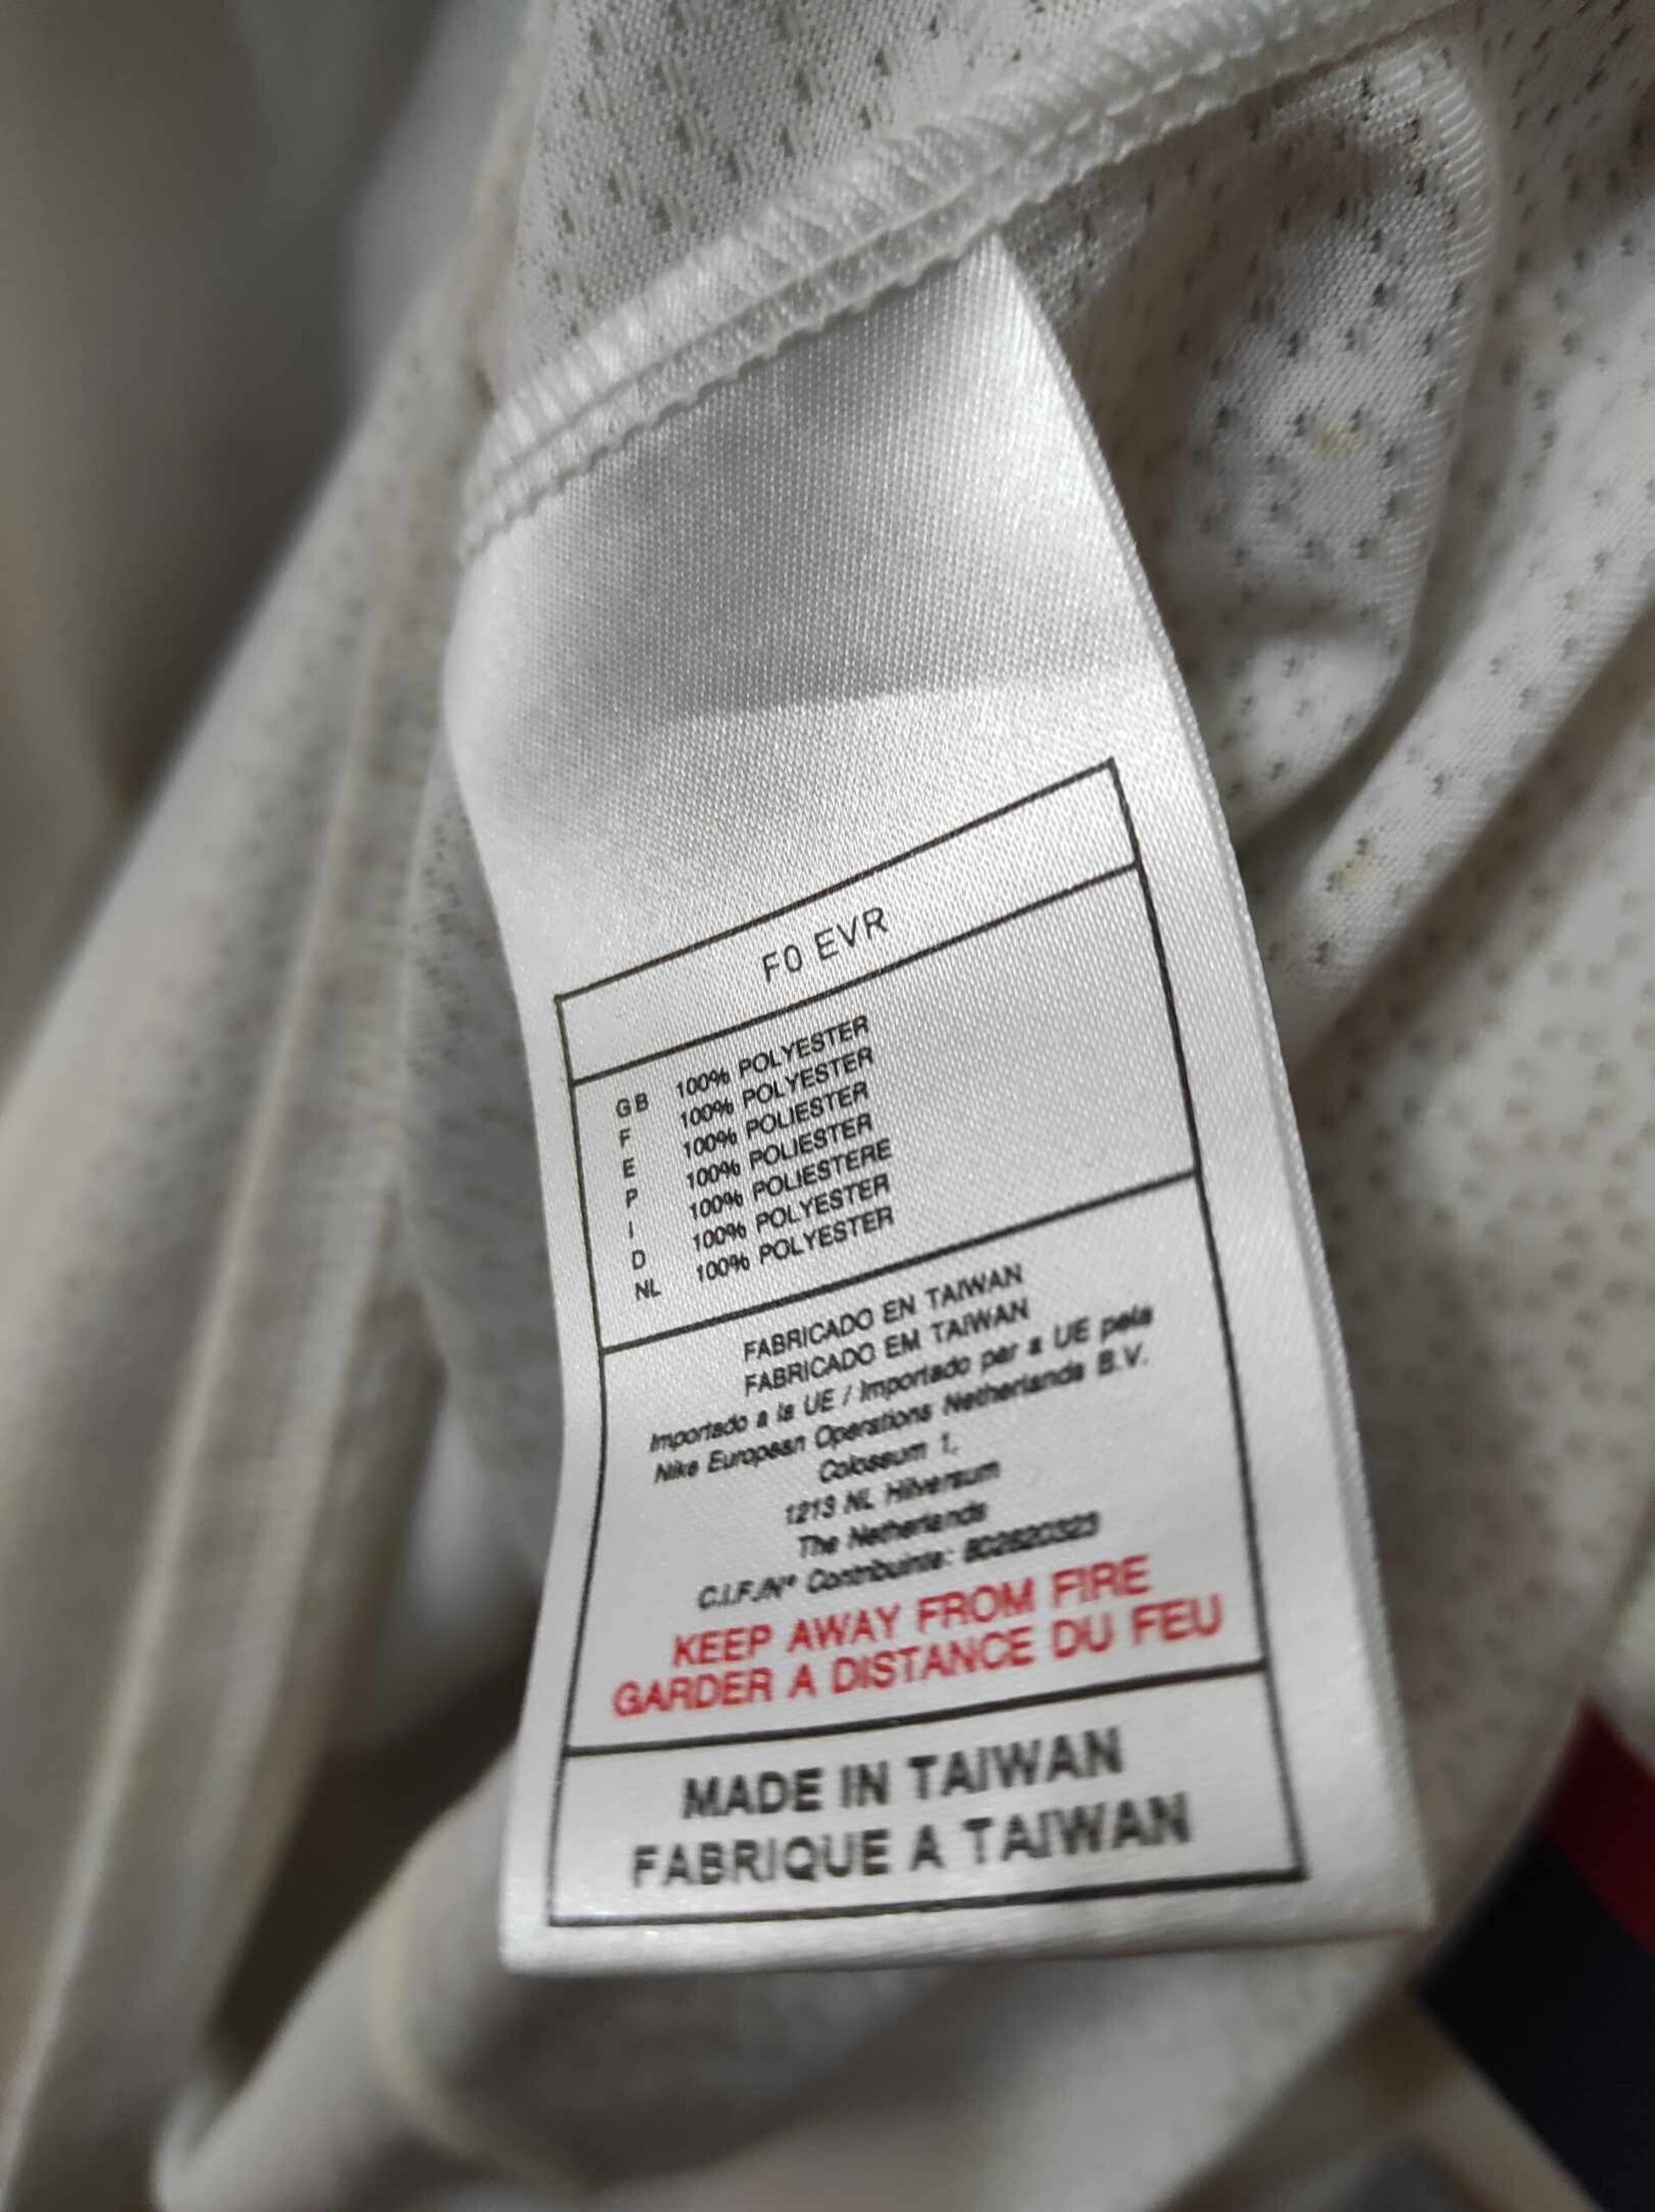 F0 EVR
GB 100% POLYESTER
F 100% POLYESTER
E 100% POLIESTER
P 100% POLIESTER
I 100% POLIESTERE
D 100% POLYESTER
NL 100% POLYESTER
FABRICADO EN TAIWAN
FABRICADO EM TAIWAN
Importado a la UE / Importado par a UE pela
Nike European Operations Netherlands B.V.
Colosseum 1,
1213 NL Hilversum
The Netherlands
C.I.F./Nº Contribuinte:
KEEP AWAY FROM FIRE
GARDER A DISTANCE DU FEU
MADE IN TAIWAN
FABRIQUE A TAIWAN